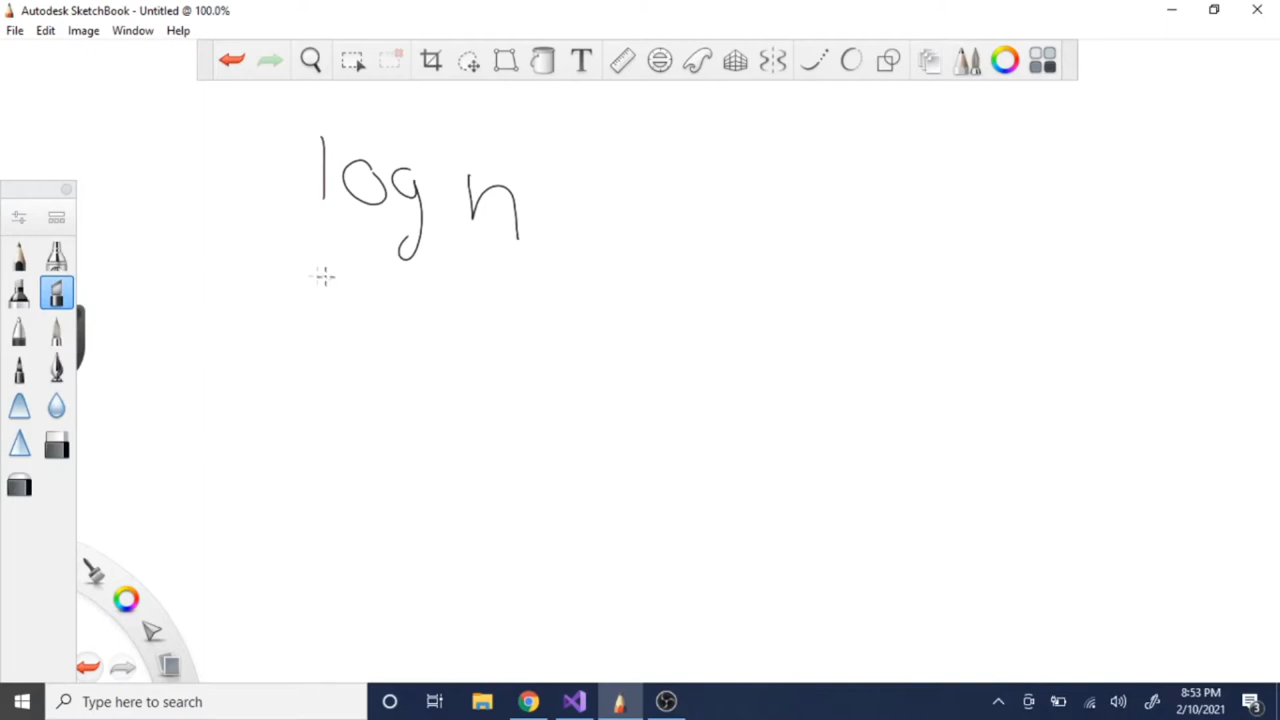 Autodesk SketchBook - Untitled @ 100.0%
File Edit Image Window Help
T
log n
Type here to search
8:53 PM
2/10/2021
3